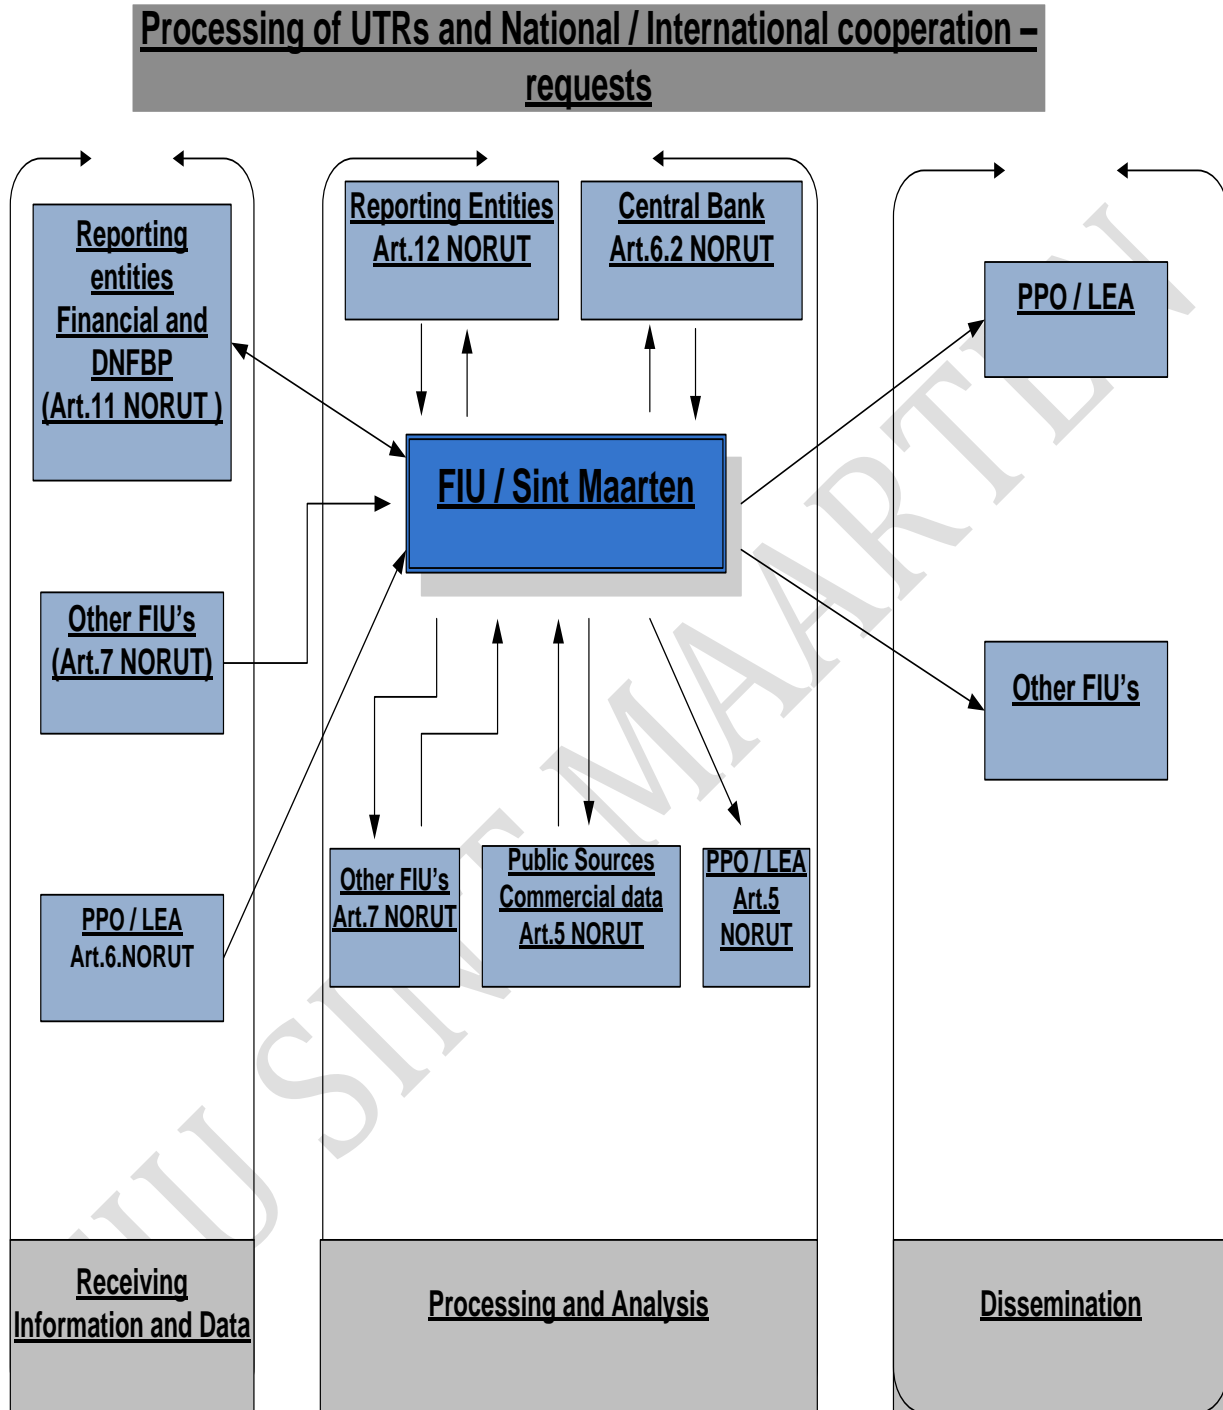 Processing of UTRs and National / International cooperation –
requests
Reporting
entities
Financial and
DNFBP
(Art.11 NORUT )
Other FIU's
(Art.7 NORUT)
PPO / LEA
Art.6.NORUT
Receiving
Information and Data
Reporting Entities
Art.12 NORUT
Central Bank
Art.6.2 NORUT
FIU / Sint Maarten
Other FIU's
Art.7 NORUT
Public Sources
Commercial data
Art.5 NORUT
PPO / LEA
Art.5
NORUT
Processing and Analysis
PPO / LEA
Other FIU's
Dissemination
FIU SINT MAARTEN